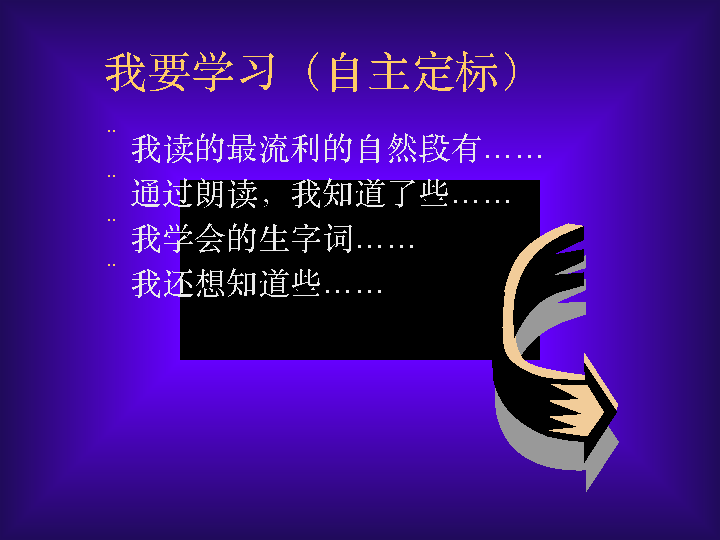 我要学习（自主定标）
我读的最流利的自然段有……
通过朗读，我知道了些……
我学会的生字词……
我还想知道些……